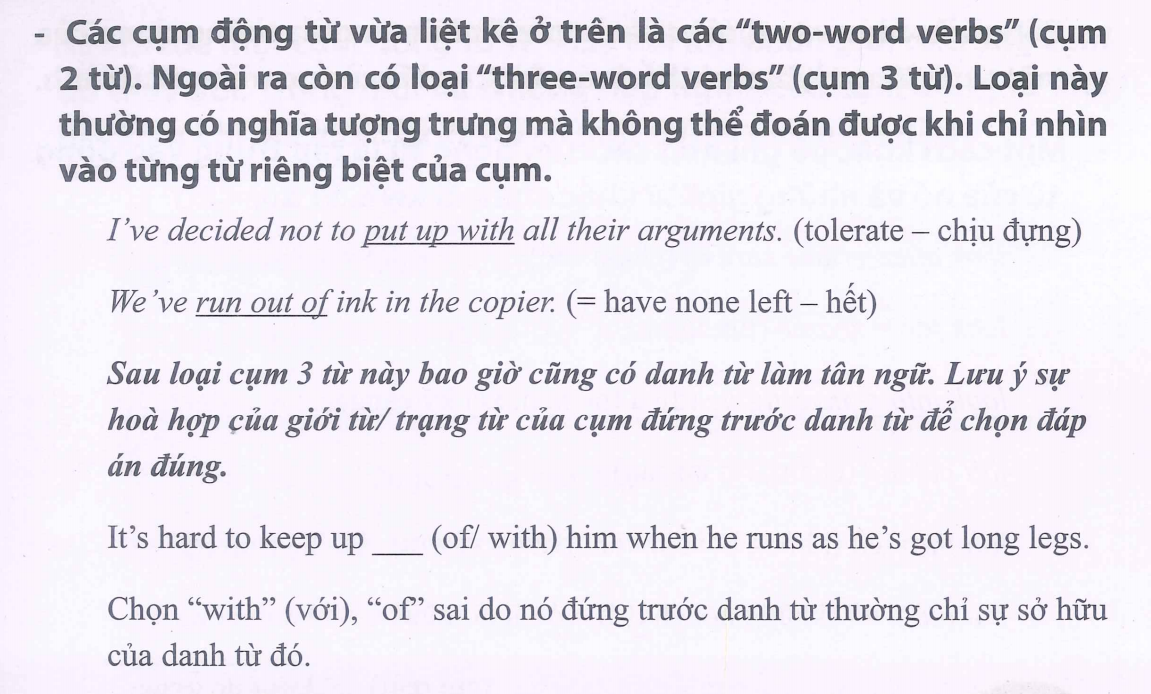 - Các cụm đông từ vừa liệt kê ở trên là các “two-word verbs” (cụm
2 từ). Ngoài ra còn có loại “three-word verbs” (cụm 3 từ). Loại này
thường có nghĩa tượng trưng mà không thể đoán được khi chỉ nhìn
vào từng từ riêng biệt của cụm.
I’ve decided not to put up with all their arguments. (tolerate – chịu đựng)
We’ve run out of ink in the copier. (= have none left – hết)
Sau loại cụm 3 từ này bao giờ cũng có danh từ làm tân ngữ. Lưu ý sự
hoà hợp của giới từ/ trạng từ của cụm đứng trước danh từ để chọn đáp
án đúng.
It’s hard to keep up ___ (of/ with) him when he runs as he’s got long legs.
Chọn “with” (với), “of” sai do nó đứng trước danh từ thường chỉ sự sở hữu
của danh từ đó.